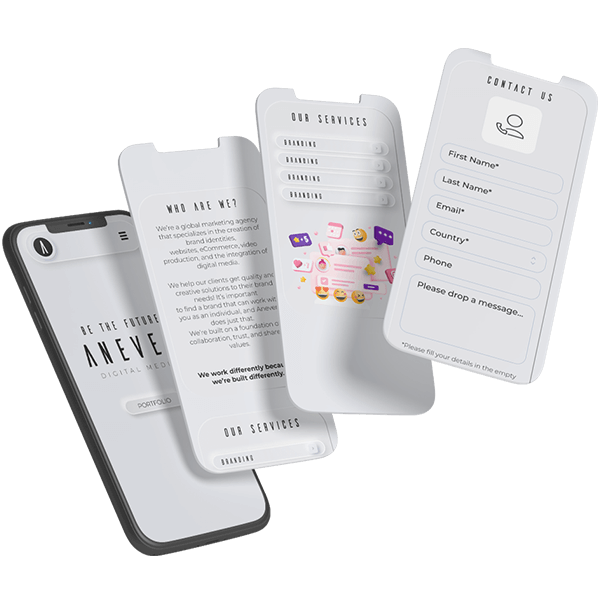 BE THE FUTURE
DIGITAL
PORTFOLIO
WHO ARE WE?
We're a global marketing agency
that specializes in the creation of
brand identities,
websites, eCommerce, video
production, and the integration of
digital media.
We help our clients get quality and
creative solutions to their brand
needs! It's important
to find a brand that can work wit
you as an individual, and Aneve
does just that.
We're built on a foundation o
collaboration, trust, and share
values.
We work differently becau
we're built differently.
OUR SERVICES
BRANDING
OUR SERVICES
BRANDING
BRANDING
BRANDING
BRANDING
CONTACT US
First Name*
Last Name*
Email*
Country*
Phone
Please drop a message...
*Please fill your details in the empty